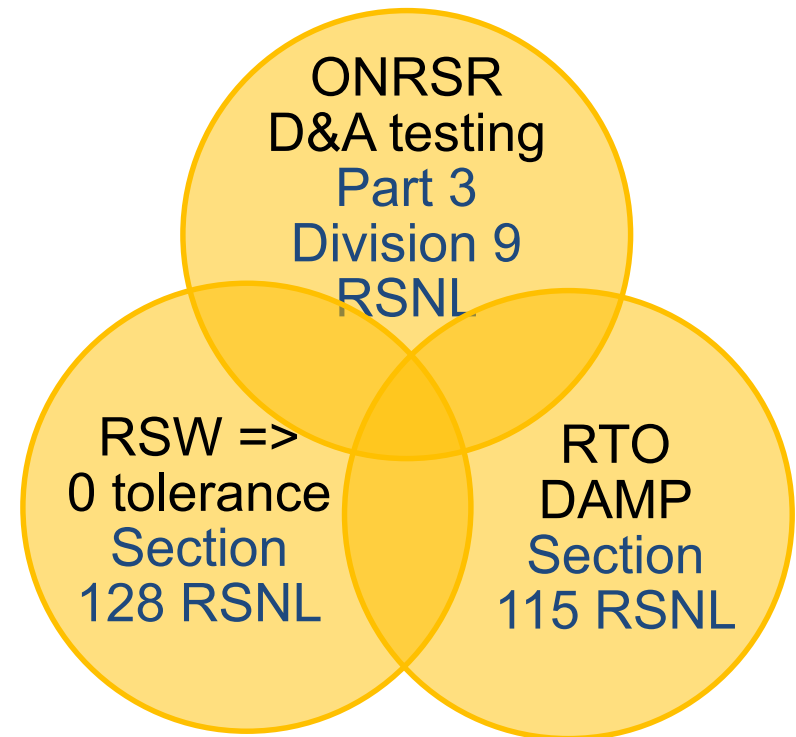 ONRSR
D&A testing
Part 3
Division 9
RSNL
RSW =>
0 tolerance
Section
128 RSNL
RTO
DAMP
Section
115 RSNL